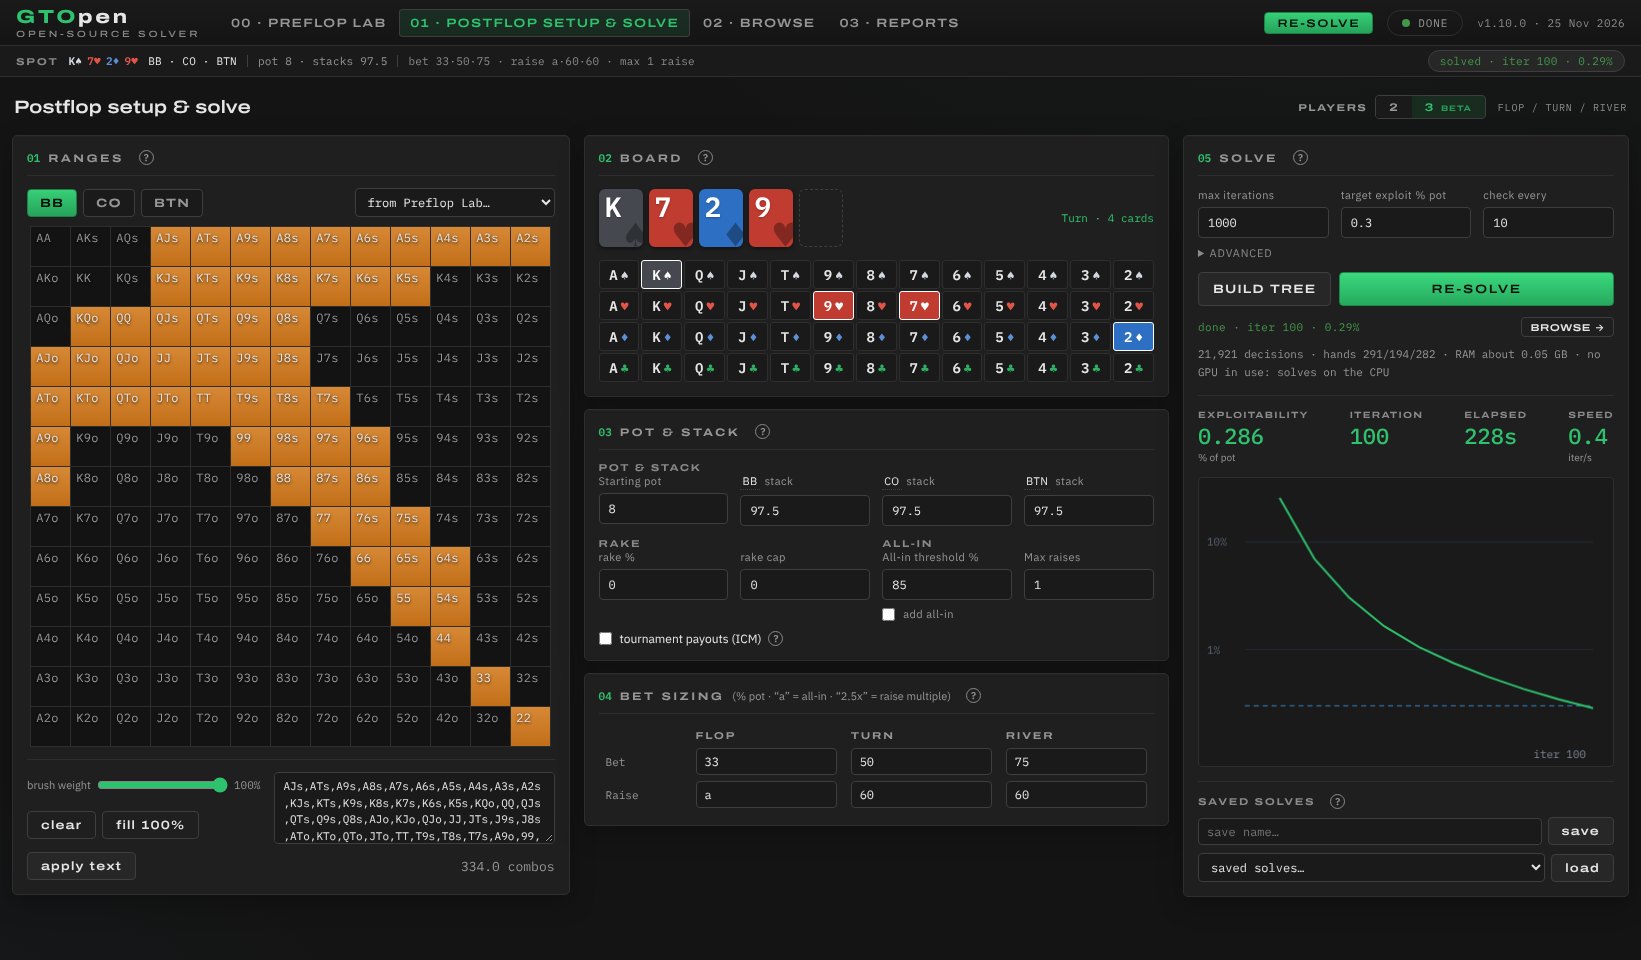 GTOpen
OPEN-SOURCE SOLVER
00 · PREFLOP LAB
01 · POSTFLOP SETUP & SOLVE
02 · BROWSE
03 · REPORTS
RE-SOLVE
DONE
v1.10.0 · 25 Nov 2026
SPOT K♠ 7♥ 2♦ 9♥ BB · CO · BTN | pot 8 · stacks 97.5 | bet 33·50·75 · raise a·60·60 · max 1 raise
solved · iter 100 · 0.29%
Postflop setup & solve
PLAYERS 2 3 BETA FLOP / TURN / RIVER
01 RANGES ?
BB CO BTN from Preflop Lab…
AA AKs AQs AJs ATs A9s A8s A7s A6s A5s A4s A3s A2s
AKo KK KQs KJs KTs K9s K8s K7s K6s K5s K4s K3s K2s
AQo KQo QQ QJs QTs Q9s Q8s Q7s Q6s Q5s Q4s Q3s Q2s
AJo KJo QJo JJ JTs J9s J8s J7s J6s J5s J4s J3s J2s
ATo KTo QTo JTo TT T9s T8s T7s T6s T5s T4s T3s T2s
A9o K9o Q9o J9o T9o 99 98s 97s 96s 95s 94s 93s 92s
A8o K8o Q8o J8o T8o 98o 88 87s 86s 85s 84s 83s 82s
A7o K7o Q7o J7o T7o 97o 87o 77 76s 75s 74s 73s 72s
A6o K6o Q6o J6o T6o 96o 86o 76o 66 65s 64s 63s 62s
A5o K5o Q5o J5o T5o 95o 85o 75o 65o 55 54s 53s 52s
A4o K4o Q4o J4o T4o 94o 84o 74o 64o 54o 44 43s 42s
A3o K3o Q3o J3o T3o 93o 83o 73o 63o 53o 43o 33 32s
A2o K2o Q2o J2o T2o 92o 82o 72o 62o 52o 42o 32o 22
brush weight 100%
clear fill 100%
apply text
AJs,ATs,A9s,A8s,A7s,A6s,A5s,A4s,A3s,A2s
,KJs,KTs,K9s,K8s,K7s,K6s,K5s,KQo,QQ,QJs
,QTs,Q9s,Q8s,AJo,KJo,QJo,JJ,JTs,J9s,J8s
,ATo,KTo,QTo,JTo,TT,T9s,T8s,T7s,A9o,99,
334.0 combos
02 BOARD ?
K♠ 7♥ 2♦ 9♥
Turn · 4 cards
A♠ K♠ Q♠ J♠ T♠ 9♠ 8♠ 7♠ 6♠ 5♠ 4♠ 3♠ 2♠
A♥ K♥ Q♥ J♥ T♥ 9♥ 8♥ 7♥ 6♥ 5♥ 4♥ 3♥ 2♥
A♦ K♦ Q♦ J♦ T♦ 9♦ 8♦ 7♦ 6♦ 5♦ 4♦ 3♦ 2♦
A♣ K♣ Q♣ J♣ T♣ 9♣ 8♣ 7♣ 6♣ 5♣ 4♣ 3♣ 2♣
03 POT & STACK ?
POT & STACK
Starting pot BB stack CO stack BTN stack
8 97.5 97.5 97.5
RAKE ALL-IN
rake % rake cap All-in threshold % Max raises
0 0 85 1
add all-in
tournament payouts (ICM) ?
04 BET SIZING (% pot · “a” = all-in · “2.5x” = raise multiple) ?
FLOP TURN RIVER
Bet 33 50 75
Raise a 60 60
05 SOLVE ?
max iterations target exploit % pot check every
1000 0.3 10
▶ ADVANCED
BUILD TREE RE-SOLVE
done · iter 100 · 0.29% BROWSE →
21,921 decisions · hands 291/194/282 · RAM about 0.05 GB · no
GPU in use: solves on the CPU
EXPLOITABILITY ITERATION ELAPSED SPEED
0.286 100 228s 0.4
% of pot iter/s
10%
1%
iter 100
SAVED SOLVES ?
save name… save
saved solves… load